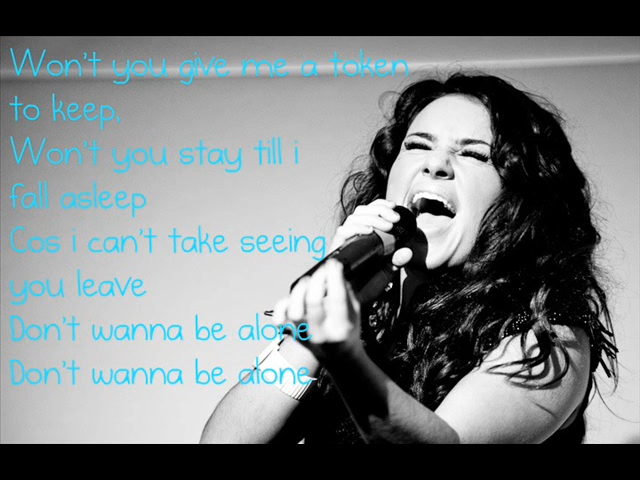 Won't you give me a token
to keep,
Won't you stay till i
fall asleep
Cos i can't take seeing
you leave
Don't wanna be alone
Don't wanna be alone